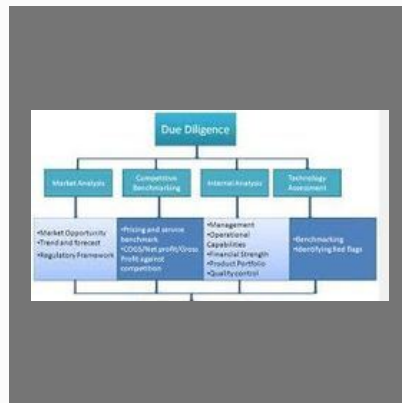 Due Diligence
Market Analysis
Competitive
Benchmarking
Internal Analysis
Technology
Assessment
•Market Opportunity
•Trend and forecast
•Regulatory Framework
•Pricing and service
benchmark
•COGS/Net profit/Gross
Profit against
competition
•Management
•Operational
Capabilities
•Financial Strength
•Product Portfolio
•Quality control
•Benchmarking
•Identifying Red flags